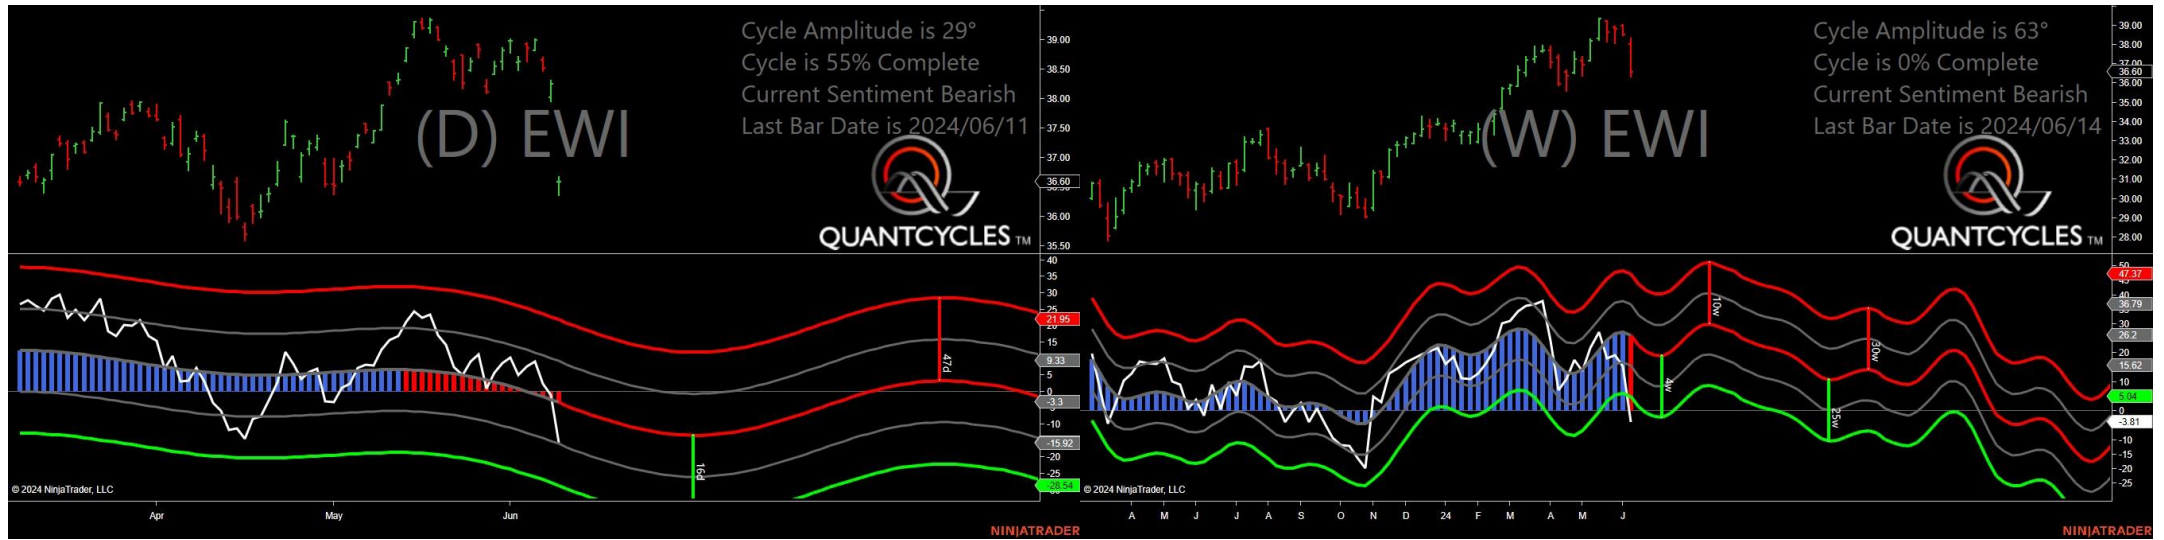 Cycle Amplitude is 29°
Cycle is 55% Complete
Current Sentiment Bearish
Last Bar Date is 2024/06/11
(D) EWI
QUANTCYCLES TM
39.00
38.50
38.00
37.50
37.00
36.60
36.00
35.50
40
35
30
25
21.95
15
9.33
5
0
-3.3
-10
-15.92
-20
-25
-28.54
47d
16d
© 2024 NinjaTrader, LLC
Apr
May
Jun
NINJATRADER
Cycle Amplitude is 63°
Cycle is 0% Complete
Current Sentiment Bearish
Last Bar Date is 2024/06/14
(W) EWI
QUANTCYCLES TM
39.00
38.00
37.00
36.60
35.00
34.00
33.00
32.00
31.00
30.00
29.00
28.00
47.37
36.79
30
26.2
20
15.62
10
5.04
0
-3.81
-10
-15
-25
10w
30w
4w
25w
© 2024 NinjaTrader, LLC
A
M
J
J
A
S
O
N
D
24
F
M
A
M
J
NINJATRADER